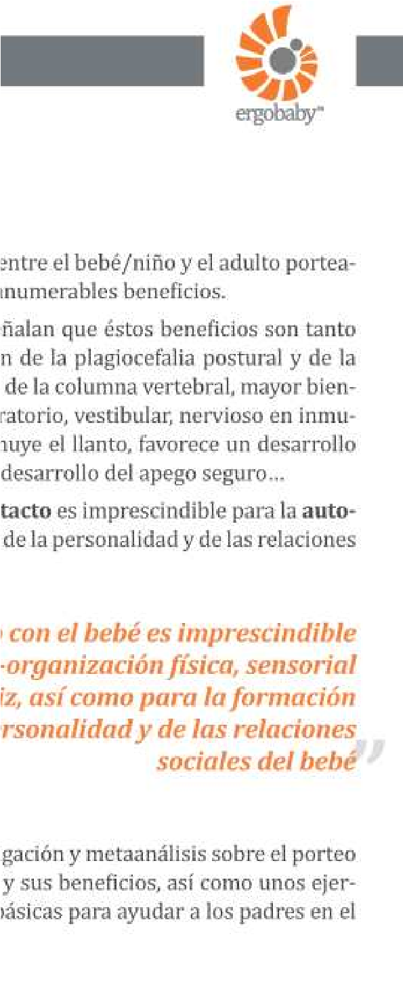 ergobaby™
entre el bebé/niño y el adulto portea-
numerables beneficios.
ñalan que éstos beneficios son tanto
n de la plagiocefalia postural y de la
de la columna vertebral, mayor bien-
ratorio, vestibular, nervioso en inmu-
nuye el llanto, favorece un desarrollo
desarrollo del apego seguro...
tacto es imprescindible para la auto-
de la personalidad y de las relaciones
con el bebé es imprescindible
-organización física, sensorial
iz, así como para la formación
ersonalidad y de las relaciones
sociales del bebé”
gación y metaanálisis sobre el porteo
y sus beneficios, así como unos ejer-
básicas para ayudar a los padres en el